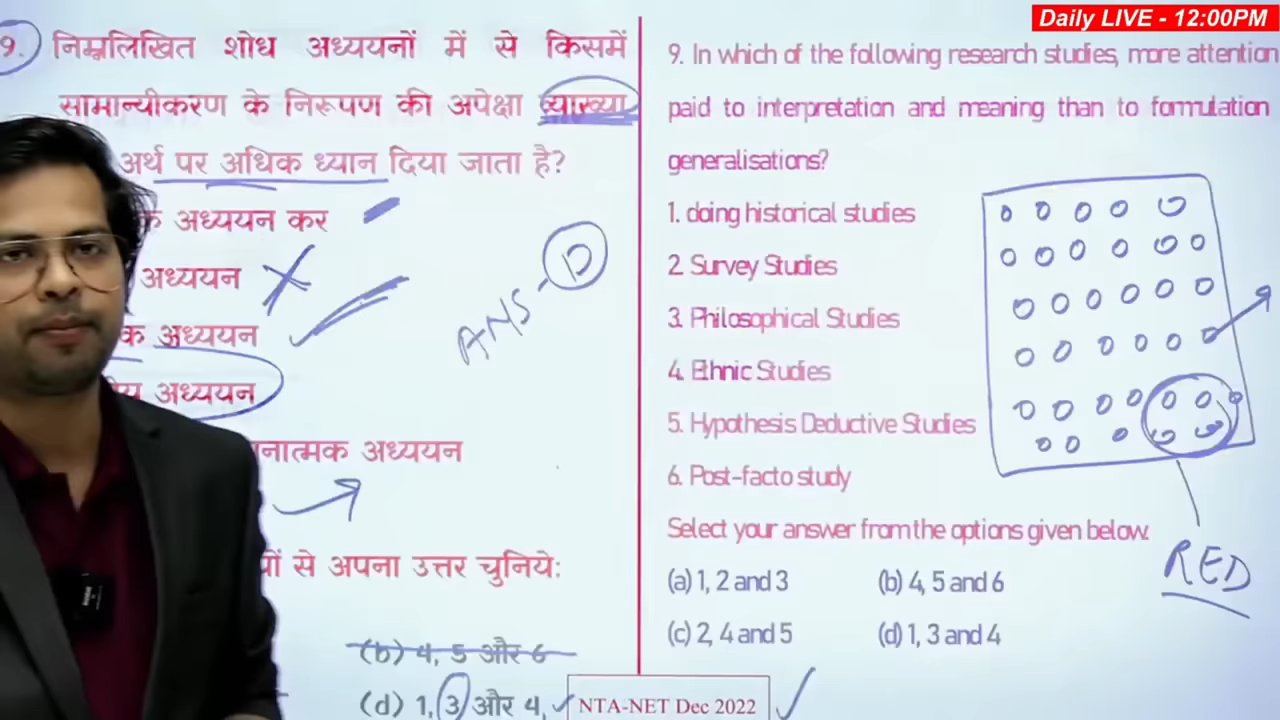 Daily LIVE - 12:00PM
9. निम्नलिखित शोध अध्ययनों में से किसमें
सामान्यीकरण के निरूपण की अपेक्षा व्याख्या
अर्थ पर अधिक ध्यान दिया जाता है?
अध्ययन कर
अध्ययन
अध्ययन
अध्ययन
अध्ययन
से अपना उत्तर चुनिये:
(b) 4, 5 और 6
(d) 1, 3 और 4,
ANS - D
9. In which of the following research studies, more attention
paid to interpretation and meaning than to formulation
generalisations?
1. doing historical studies
2. Survey Studies
3. Philosophical Studies
4. Ethnic Studies
5. Hypothesis Deductive Studies
6. Post-facto study
Select your answer from the options given below.
(a) 1, 2 and 3 (b) 4, 5 and 6
(c) 2, 4 and 5 (d) 1, 3 and 4
RED
NTA-NET Dec 2022